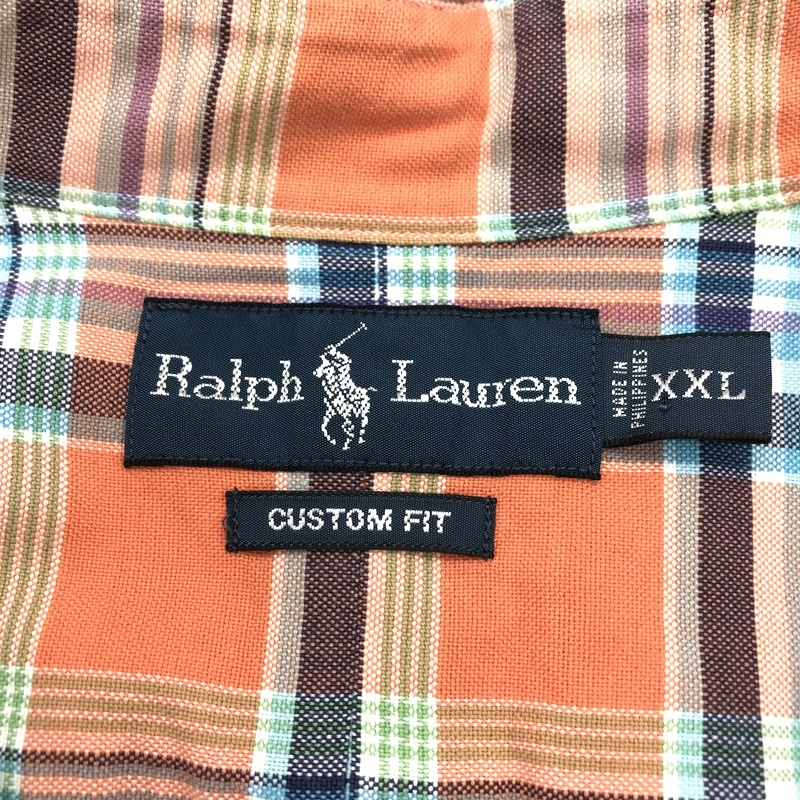 Ralph Lauren
MADE IN
PHILIPPINES
XXL
CUSTOM FIT